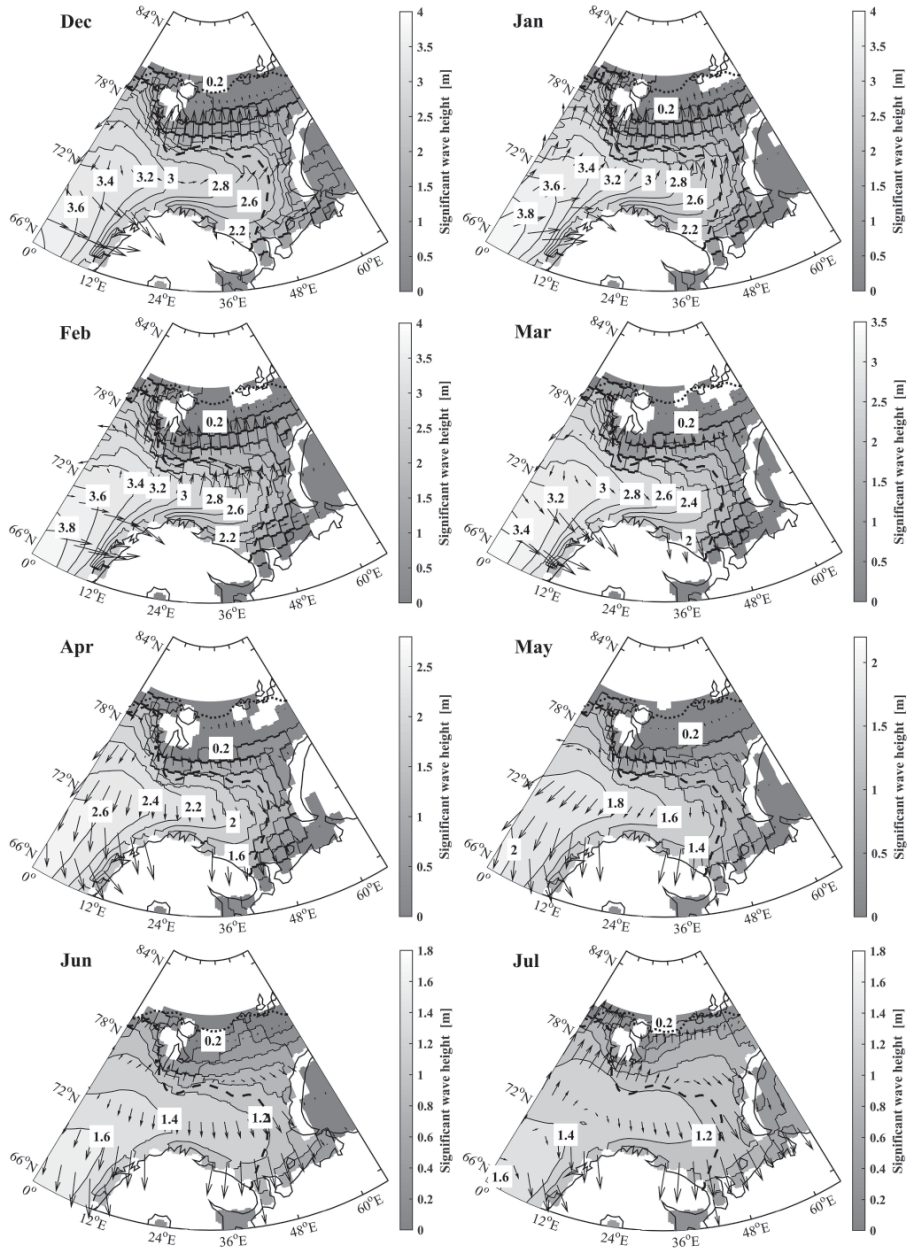 Dec
84°N
78°N
72°N
66°N
0°
12°E
24°E
36°E
48°E
60°E
0.2
3.4
3.2
3
2.8
2.6
3.6
2.2
4
3.5
3
2.5
2
1.5
1
0.5
0
Significant wave height [m]
Jan
84°N
78°N
72°N
66°N
0°
12°E
24°E
36°E
48°E
60°E
0.2
3.4
3.2
3
2.8
3.6
2.6
3.8
2.2
4
3.5
3
2.5
2
1.5
1
0.5
0
Significant wave height [m]
Feb
84°N
78°N
72°N
66°N
0°
12°E
24°E
36°E
48°E
60°E
0.2
3.4
3.2
3.6
3
2.8
2.6
3.8
2.2
4
3.5
3
2.5
2
1.5
1
0.5
0
Significant wave height [m]
Mar
84°N
78°N
72°N
66°N
0°
12°E
24°E
36°E
48°E
60°E
0.2
3.2
3
2.8
2.6
2.4
3.4
2
3.5
3
2.5
2
1.5
1
0.5
0
Significant wave height [m]
Apr
84°N
78°N
72°N
66°N
0°
12°E
24°E
36°E
48°E
60°E
0.2
2.4
2.2
2.6
2
1.6
2.5
2
1.5
1
0.5
0
Significant wave height [m]
May
84°N
78°N
72°N
66°N
0°
12°E
24°E
36°E
48°E
60°E
0.2
1.8
1.6
2
1.4
2
1.5
1
0.5
0
Significant wave height [m]
Jun
84°N
78°N
72°N
66°N
0°
12°E
24°E
36°E
48°E
60°E
0.2
1.4
1.2
1.6
1.8
1.6
1.4
1.2
1
0.8
0.6
0.4
0.2
0
Significant wave height [m]
Jul
84°N
78°N
72°N
66°N
0°
12°E
24°E
36°E
48°E
60°E
0.2
1.4
1.2
1.6
1.8
1.6
1.4
1.2
1
0.8
0.6
0.4
0.2
0
Significant wave height [m]